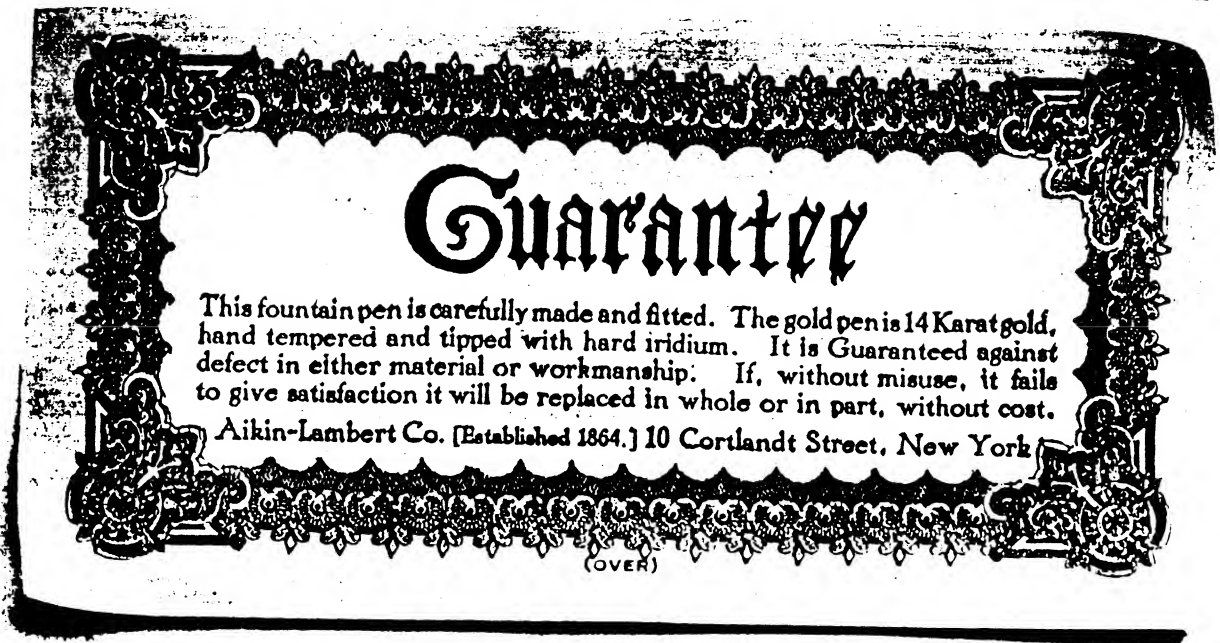 Guarantee
This fountain pen is carefully made and fitted. The gold pen is 14 Karat gold,
hand tempered and tipped with hard iridium. It is Guaranteed against
defect in either material or workmanship. If, without misuse, it fails
to give satisfaction it will be replaced in whole or in part, without cost.
Aikin-Lambert Co. [Established 1864.] 10 Cortlandt Street, New York
(OVER)